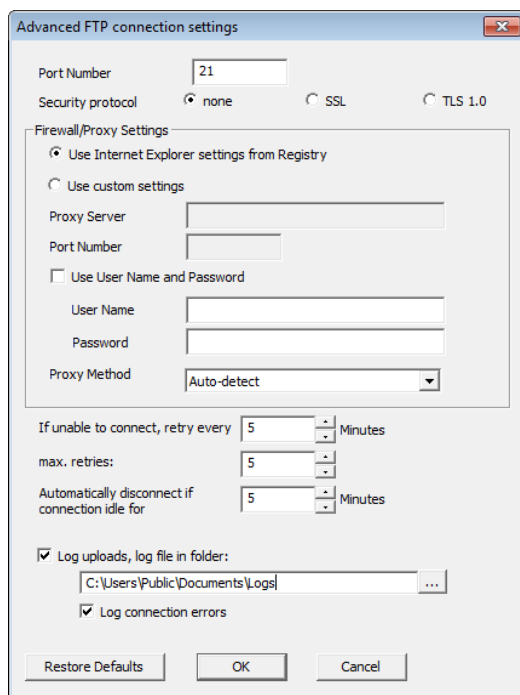 Advanced FTP connection settings
Port Number 21
Security protocol none SSL TLS 1.0
Firewall/Proxy Settings
Use Internet Explorer settings from Registry
Use custom settings
Proxy Server
Port Number
Use User Name and Password
User Name
Password
Proxy Method Auto-detect
If unable to connect, retry every 5 Minutes
max. retries: 5
Automatically disconnect if
connection idle for 5 Minutes
Log uploads, log file in folder:
C:\Users\Public\Documents\Logs ...
Log connection errors
Restore Defaults OK Cancel